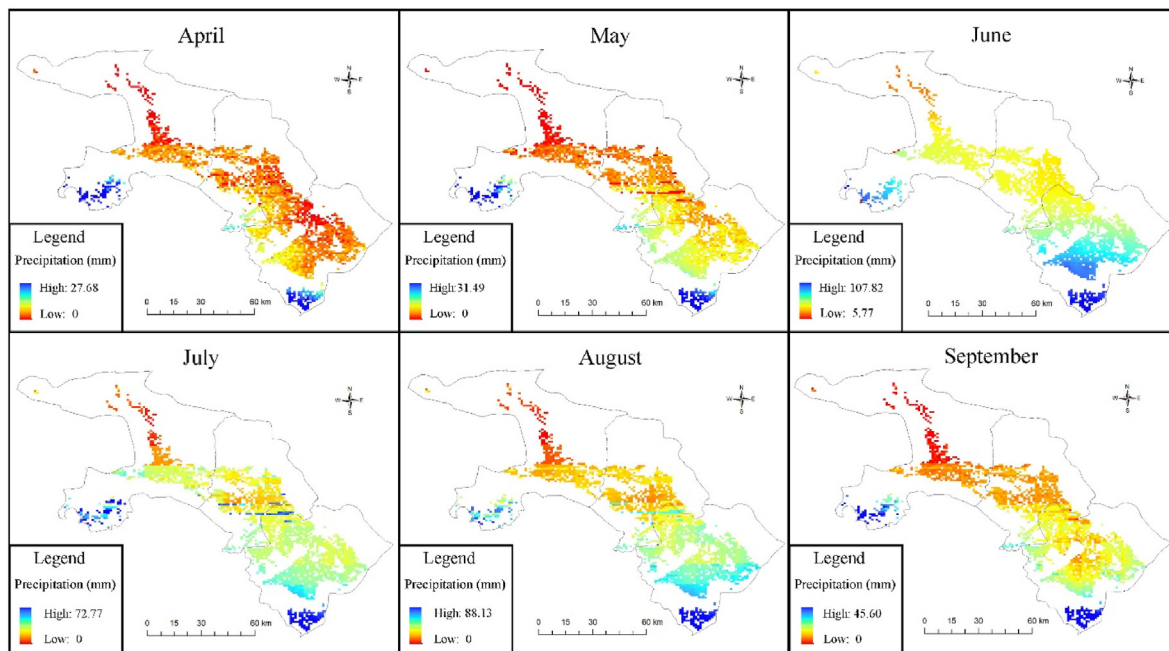 April
N
W E
S
Legend
Precipitation (mm)
High: 27.68
Low: 0
0 15 30 60 km
May
N
W E
S
Legend
Precipitation (mm)
High:31.49
Low: 0
0 15 30 60 km
June
N
W E
S
Legend
Precipitation (mm)
High: 107.82
Low: 5.77
0 15 30 60 km
July
N
W E
S
Legend
Precipitation (mm)
High: 72.77
Low: 0
0 15 30 60 km
August
N
W E
S
Legend
Precipitation (mm)
High: 88.13
Low: 0
0 15 30 60 km
September
N
W E
S
Legend
Precipitation (mm)
High: 45.60
Low: 0
0 15 30 60 km